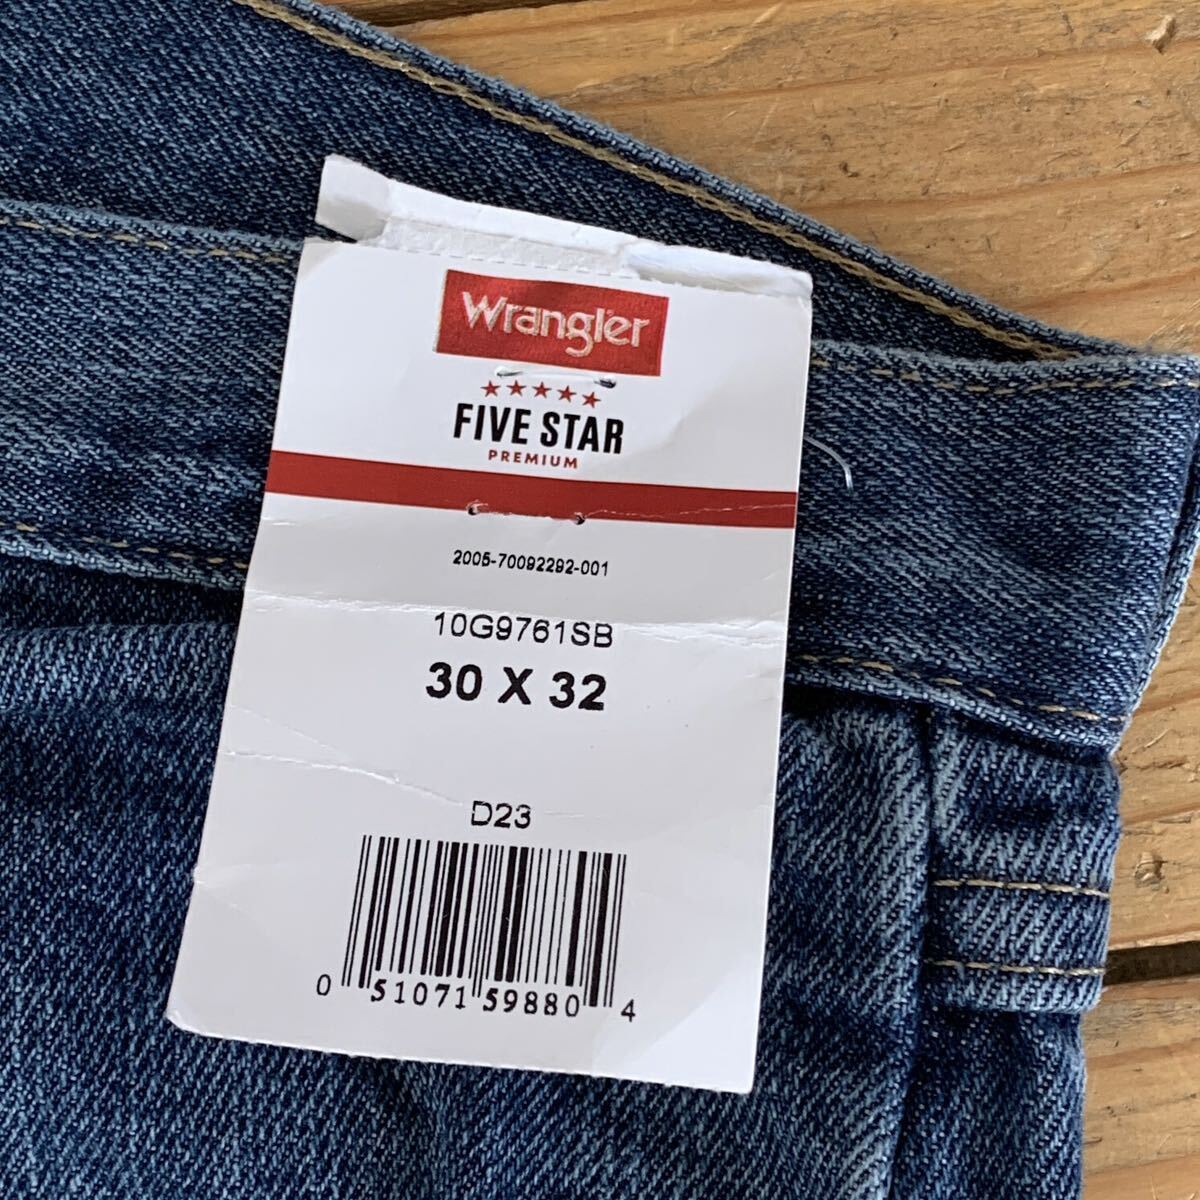 Wrangler
★★★★★
FIVE STAR
PREMIUM
2005-70092292-001
10G9761SB
30 X 32
D23
0 51071 59880 4